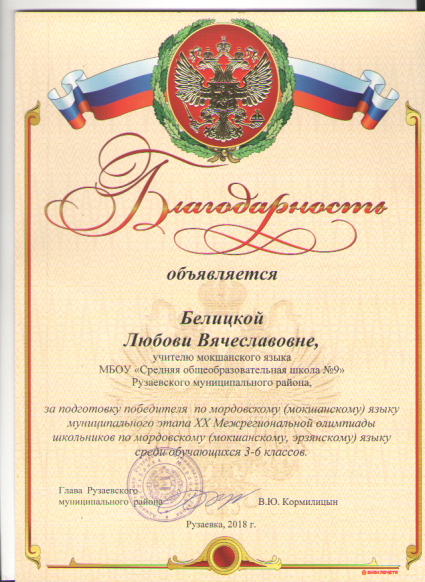 Благодарность
объявляется
Белицкой
Любови Вячеславовне,
учителю мокшанского языка
МБОУ «Средняя общеобразовательная школа №9»
Рузаевского муниципального района,
за подготовку победителя по мордовскому (мокшанскому) языку
муниципального этапа XX Межрегиональной олимпиады
школьников по мордовскому (мокшанскому, эрзянскому) языку
среди обучающихся 3-6 классов.
Глава Рузаевского
муниципального района В.Ю. Кормилицын
Рузаевка, 2018 г.